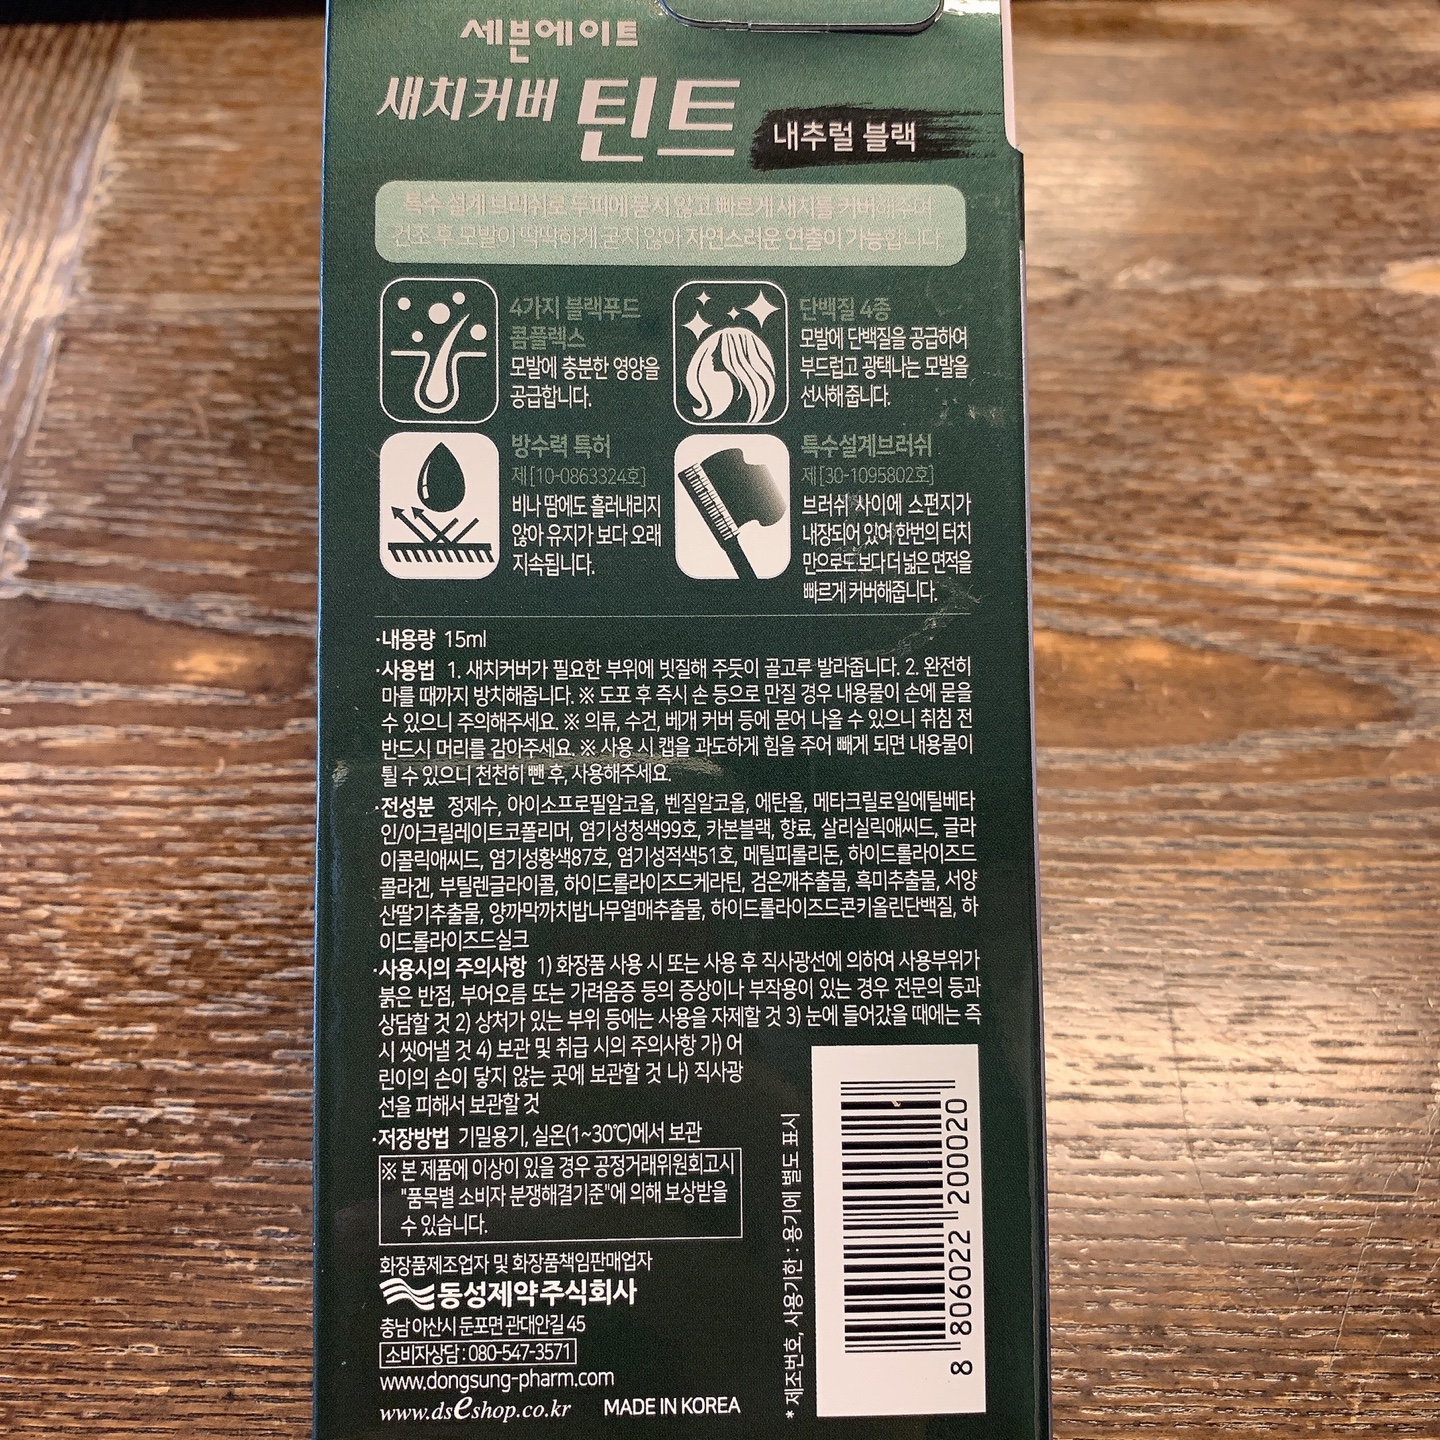 세븐에이트
새치커버 틴트 내추럴 블랙
특수 설계 브러쉬로 두피에 묻지 않고 빠르게 새치를 커버해주며
건조 후 모발이 딱딱하게 굳지 않아 자연스러운 연출이 가능합니다.
4가지 블랙푸드
콤플렉스
모발에 충분한 영양을
공급합니다.
단백질 4종
모발에 단백질을 공급하여
부드럽고 광택나는 모발을
선사해 줍니다.
방수력 특허
제[10-0863324호]
비나 땀에도 흘러내리지
않아 유지가 보다 오래
지속됩니다.
특수설계브러쉬
제[30-1095802호]
브러쉬 사이에 스펀지가
내장되어 있어 한번의 터치
만으로도 보다 더 넓은 면적을
빠르게 커버해줍니다.
·내용량 15ml
·사용법 1. 새치커버가 필요한 부위에 빗질해 주듯이 골고루 발라줍니다. 2. 완전히
마를 때까지 방치해줍니다. ※ 도포 후 즉시 손 등으로 만질 경우 내용물이 손에 묻을
수 있으니 주의해주세요. ※ 의류, 수건, 베개 커버 등에 묻어 나올 수 있으니 취침 전
반드시 머리를 감아주세요. ※ 사용 시 캡을 과도하게 힘을 주어 빼게 되면 내용물이
튈 수 있으니 천천히 뺀 후, 사용해주세요.
·전성분 정제수, 아이소프로필알코올, 벤질알코올, 에탄올, 메타크릴로일에틸베타
인/아크릴레이트코폴리머, 염기성청색99호, 카본블랙, 향료, 살리실릭애씨드, 글라
이콜릭애씨드, 염기성황색87호, 염기성적색51호, 메틸피롤리돈, 하이드롤라이즈드
콜라겐, 부틸렌글라이콜, 하이드롤라이즈드케라틴, 검은깨추출물, 흑미추출물, 서양
산딸기추출물, 양까막까치밥나무열매추출물, 하이드롤라이즈드콘키올린단백질, 하
이드롤라이즈드실크
·사용시의 주의사항 1) 화장품 사용 시 또는 사용 후 직사광선에 의하여 사용부위가
붉은 반점, 부어오름 또는 가려움증 등의 증상이나 부작용이 있는 경우 전문의 등과
상담할 것 2) 상처가 있는 부위 등에는 사용을 자제할 것 3) 눈에 들어갔을 때에는 즉
시 씻어낼 것 4) 보관 및 취급 시의 주의사항 가) 어
린이의 손이 닿지 않는 곳에 보관할 것 나) 직사광
선을 피해서 보관할 것
·저장방법 기밀용기, 실온(1~30℃)에서 보관
※ 본 제품에 이상이 있을 경우 공정거래위원회고시
"품목별 소비자 분쟁해결기준"에 의해 보상받을
수 있습니다.
화장품제조업자 및 화장품책임판매업자
동성제약주식회사
충남 아산시 둔포면 관대안길 45
소비자상담 : 080-547-3571
www.dongsung-pharm.com
www.dseshop.co.kr MADE IN KOREA
* 제조번호, 사용기한 : 용기에 별도 표시
8 806022 200020